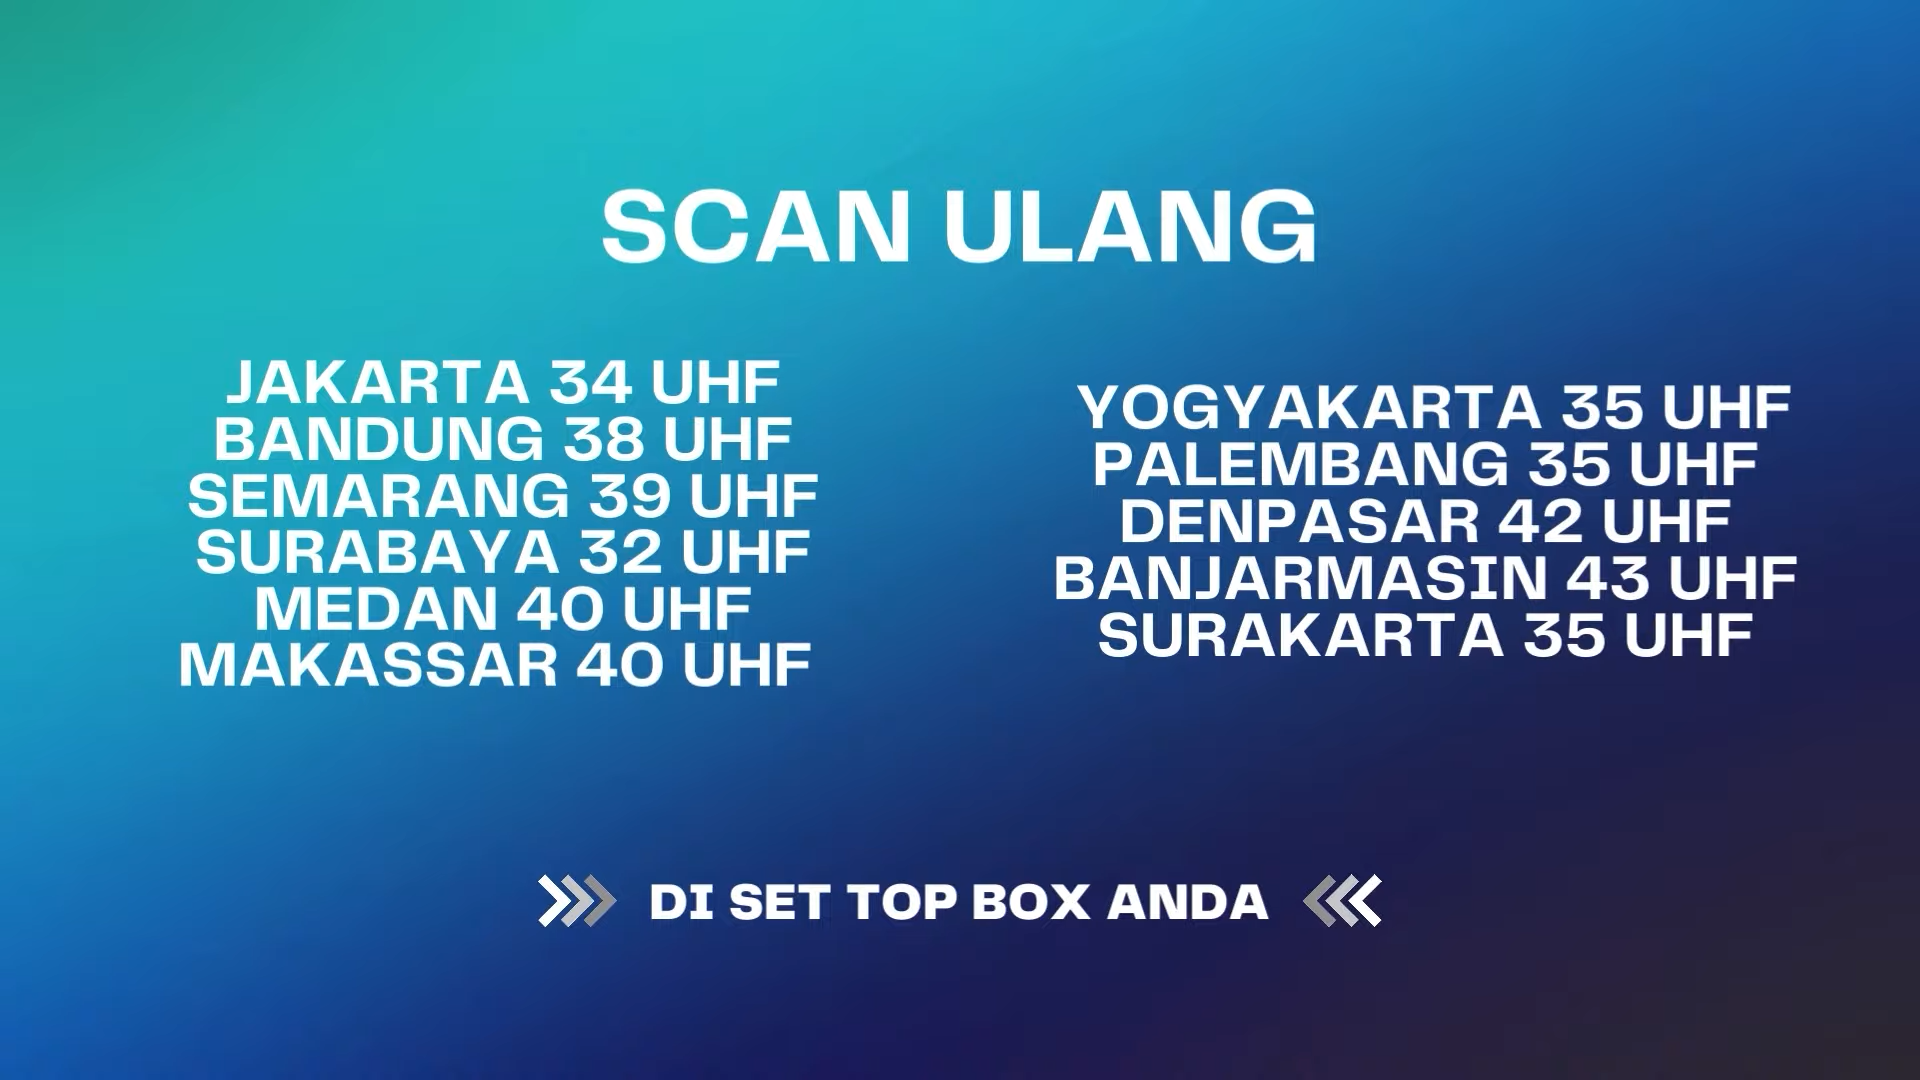 SCAN ULANG
JAKARTA 34 UHF
BANDUNG 38 UHF
SEMARANG 39 UHF
SURABAYA 32 UHF
MEDAN 40 UHF
MAKASSAR 40 UHF
YOGYAKARTA 35 UHF
PALEMBANG 35 UHF
DENPASAR 42 UHF
BANJARMASIN 43 UHF
SURAKARTA 35 UHF
DI SET TOP BOX ANDA